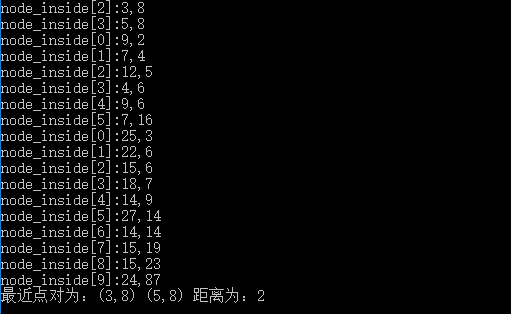 node_inside[2]:3,8
node_inside[3]:5,8
node_inside[0]:9,2
node_inside[1]:7,4
node_inside[2]:12,5
node_inside[3]:4,6
node_inside[4]:9,6
node_inside[5]:7,16
node_inside[0]:25,3
node_inside[1]:22,6
node_inside[2]:15,6
node_inside[3]:18,7
node_inside[4]:14,9
node_inside[5]:27,14
node_inside[6]:14,14
node_inside[7]:15,19
node_inside[8]:15,23
node_inside[9]:24,87
最近点对为：(3,8) (5,8) 距离为：2